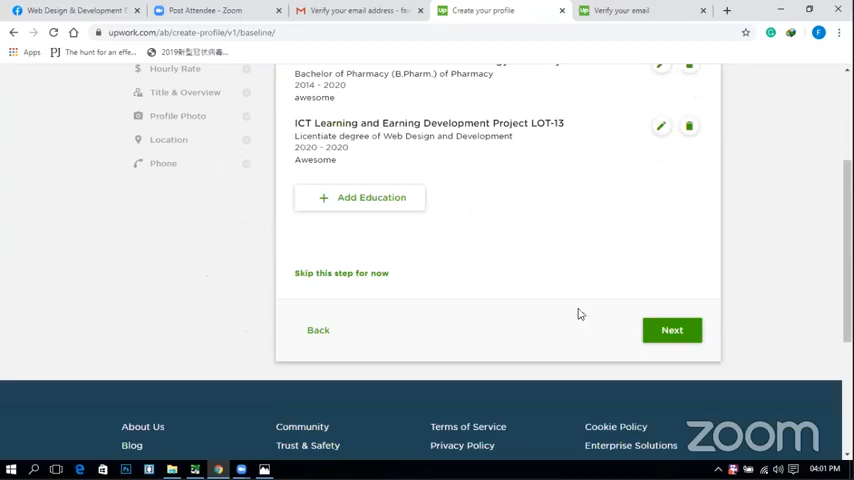 Web Design & Development E
Post Attendee - Zoom
Verify your email address - fai
Create your profile
Verify your email
upwork.com/ab/create-profile/v1/baseline/
Apps
The hunt for an effec...
2019新型冠状病毒...
Hourly Rate
Title & Overview
Profile Photo
Location
Phone
Bachelor of Pharmacy (B.Pharm.) of Pharmacy
2014 - 2020
awesome
ICT Learning and Earning Development Project LOT-13
Licentiate degree of Web Design and Development
2020 - 2020
Awesome
+ Add Education
Skip this step for now
Back
Next
About Us
Community
Terms of Service
Cookie Policy
Blog
Trust & Safety
Privacy Policy
Enterprise Solutions
zoom
04:01 PM